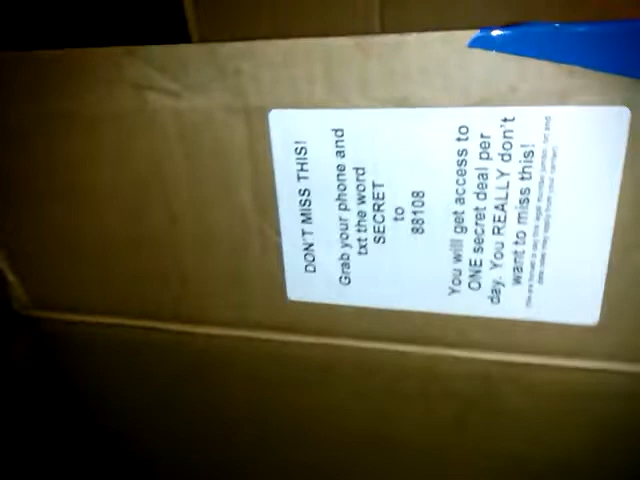 DON'T MISS THIS!
Grab your phone and
txt the word
SECRET
to
88108
You will get access to
ONE secret deal per
day. You REALLY don't
want to miss this!